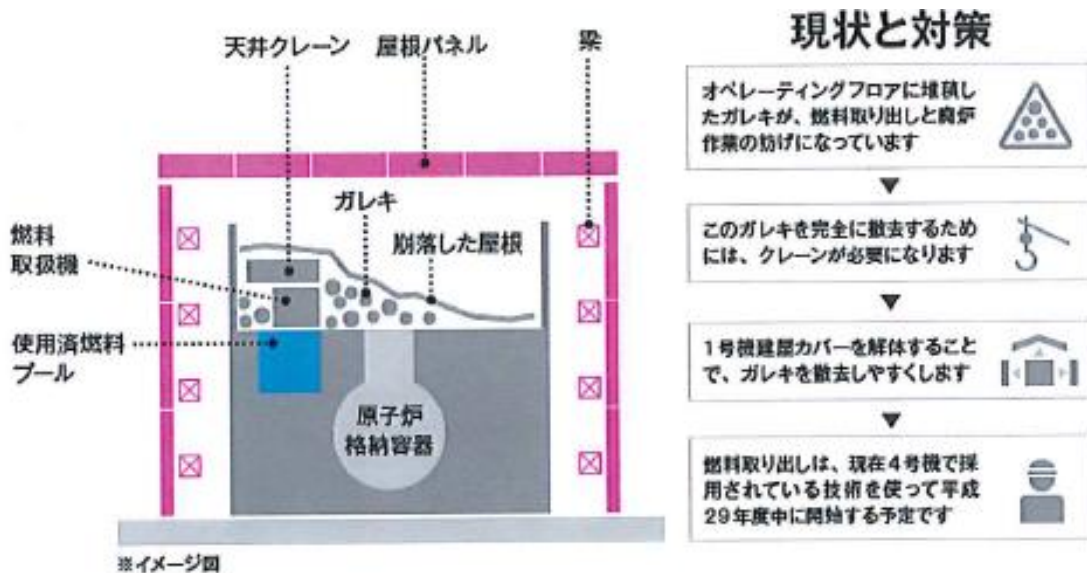 天井クレーン
屋根パネル
梁
ガレキ
崩落した屋根
燃料
取扱機
使用済燃料
プール
原子炉
格納容器
※イメージ図
現状と対策
オペレーティングフロアに堆積し
たガレキが、燃料取り出しと廃炉
作業の妨げになっています
このガレキを完全に撤去するため
には、クレーンが必要になります
1号機建屋カバーを解体すること
で、ガレキを撤去しやすくします
燃料取り出しは、現在4号機で採
用されている技術を使って平成
29年度中に開始する予定です